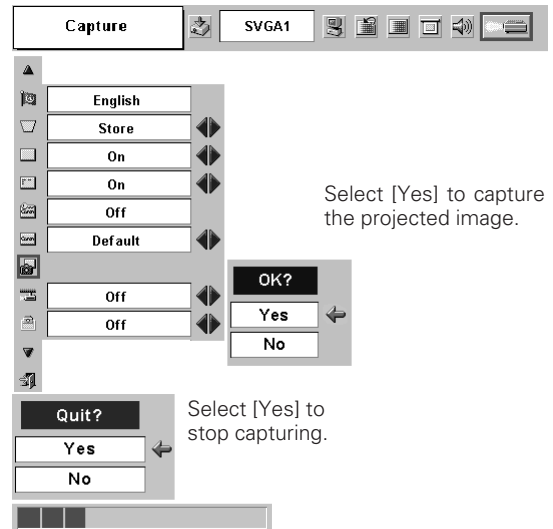 Capture
SVGA1
English
Store
On
On
Off
Default
Off
Off
Select [Yes] to capture
the projected image.
OK?
Yes
No
Quit?
Yes
No
Select [Yes] to
stop capturing.